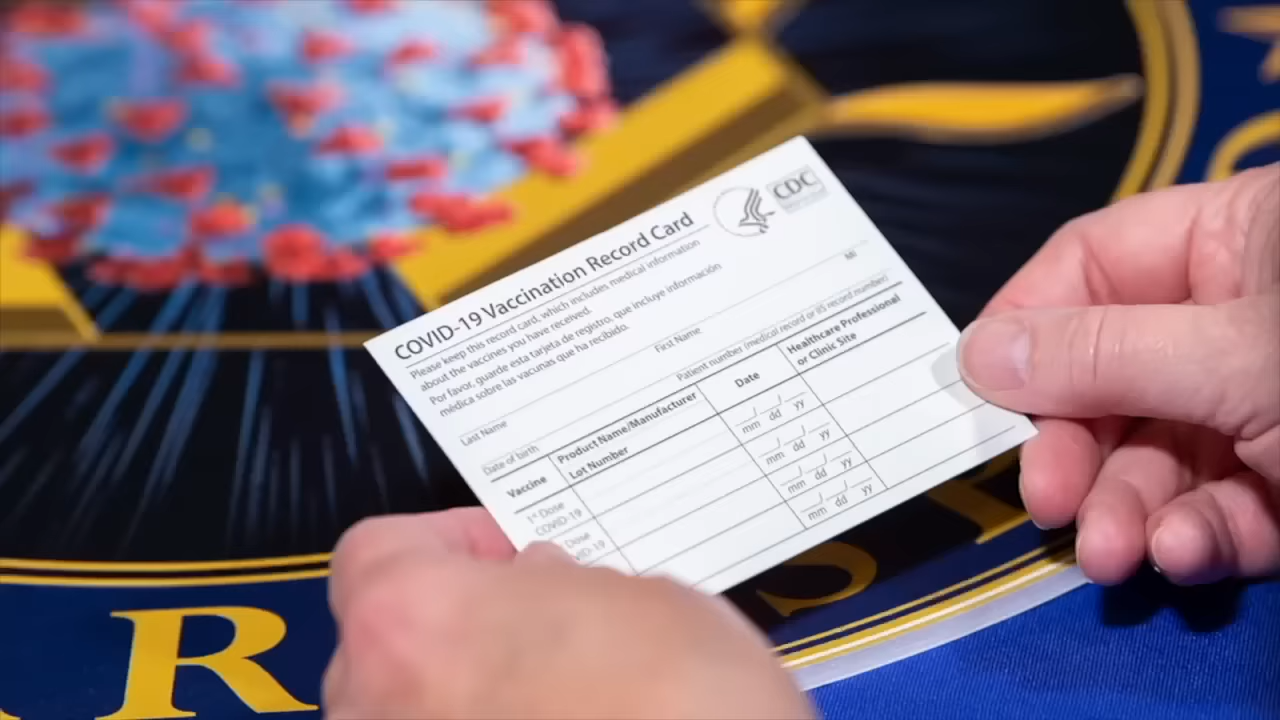 COVID-19 Vaccination Record Card
CDC
Please keep this record card, which includes medical information
about the vaccines you have received.
Por favor, guarde esta tarjeta de registro, que incluye información
médica sobre las vacunas que ha recibido.
Last Name
First Name
MI
Date of birth
Patient number (medical record or IIS record number)
Vaccine
Product Name/Manufacturer
Lot Number
Date
Healthcare Professional
or Clinic Site
1st Dose
COVID-19
mm dd yy
Dose
mm dd yy
mm dd yy
mm dd yy
R